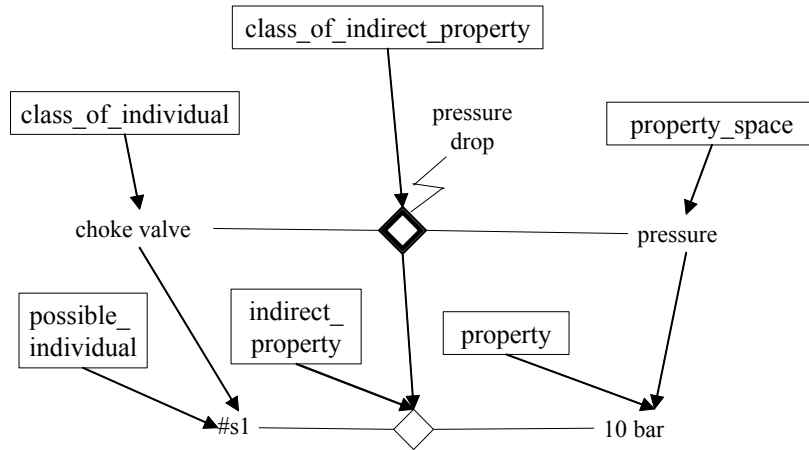 class_of_indirect_property
class_of_individual
pressure
drop
property_space
choke valve
pressure
possible_
individual
indirect_
property
property
#s1
10 bar